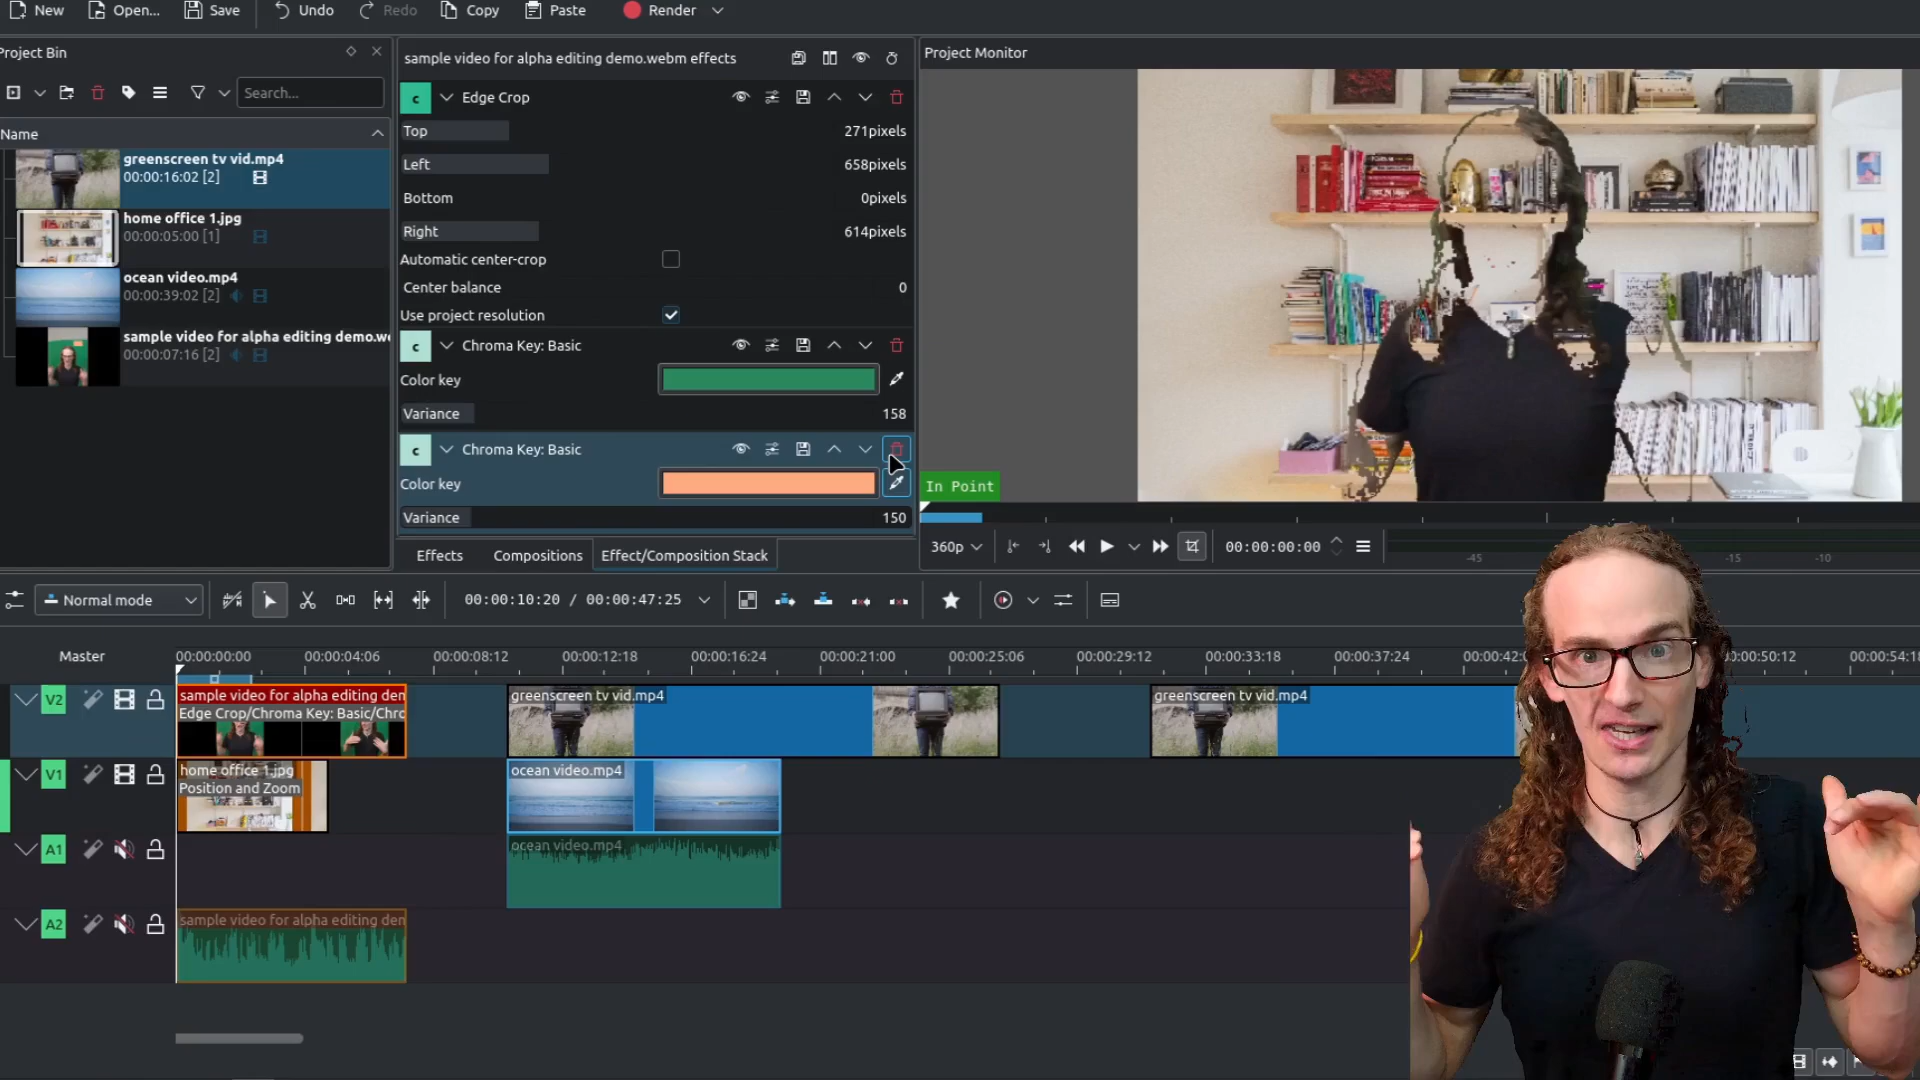 New Open... Save Undo Redo Copy Paste Render
Project Bin
Search...
Name
greenscreen tv vid.mp4
00:00:16:02 [2]
home office 1.jpg
00:00:05:00 [1]
ocean video.mp4
00:00:39:02 [2]
sample video for alpha editing demo.w
00:00:07:16 [2]
sample video for alpha editing demo.webm effects
c Edge Crop
Top 271pixels
Left 658pixels
Bottom 0pixels
Right 614pixels
Automatic center-crop
Center balance 0
Use project resolution
c Chroma Key: Basic
Color key
Variance 158
c Chroma Key: Basic
Color key
Variance 150
Effects Compositions Effect/Composition Stack
Project Monitor
In Point
360p 00:00:00:00
-45 -15 -10
Normal mode 00:00:10:20 / 00:00:47:25
Master 00:00:00:00 00:00:04:06 00:00:08:12 00:00:12:18 00:00:16:24 00:00:21:00 00:00:25:06 00:00:29:12 00:00:33:18 00:00:37:24 00:00:42: 00:50:12 00:00:54:1
V2
sample video for alpha editing den
Edge Crop/Chroma Key: Basic/Chro
greenscreen tv vid.mp4
greenscreen tv vid.mp4
V1
home office 1.jpg
Position and Zoom
ocean video.mp4
A1
ocean video.mp4
A2
sample video for alpha editing den